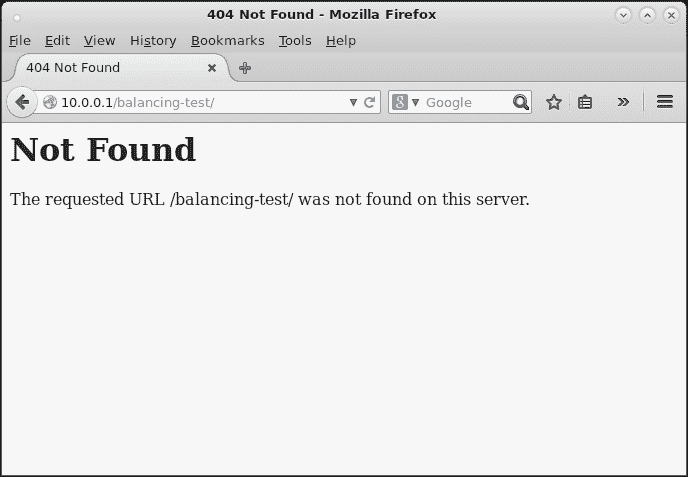 404 Not Found - Mozilla Firefox
File Edit View History Bookmarks Tools Help
404 Not Found
10.0.0.1/balancing-test/ Google
Not Found
The requested URL /balancing-test/ was not found on this server.